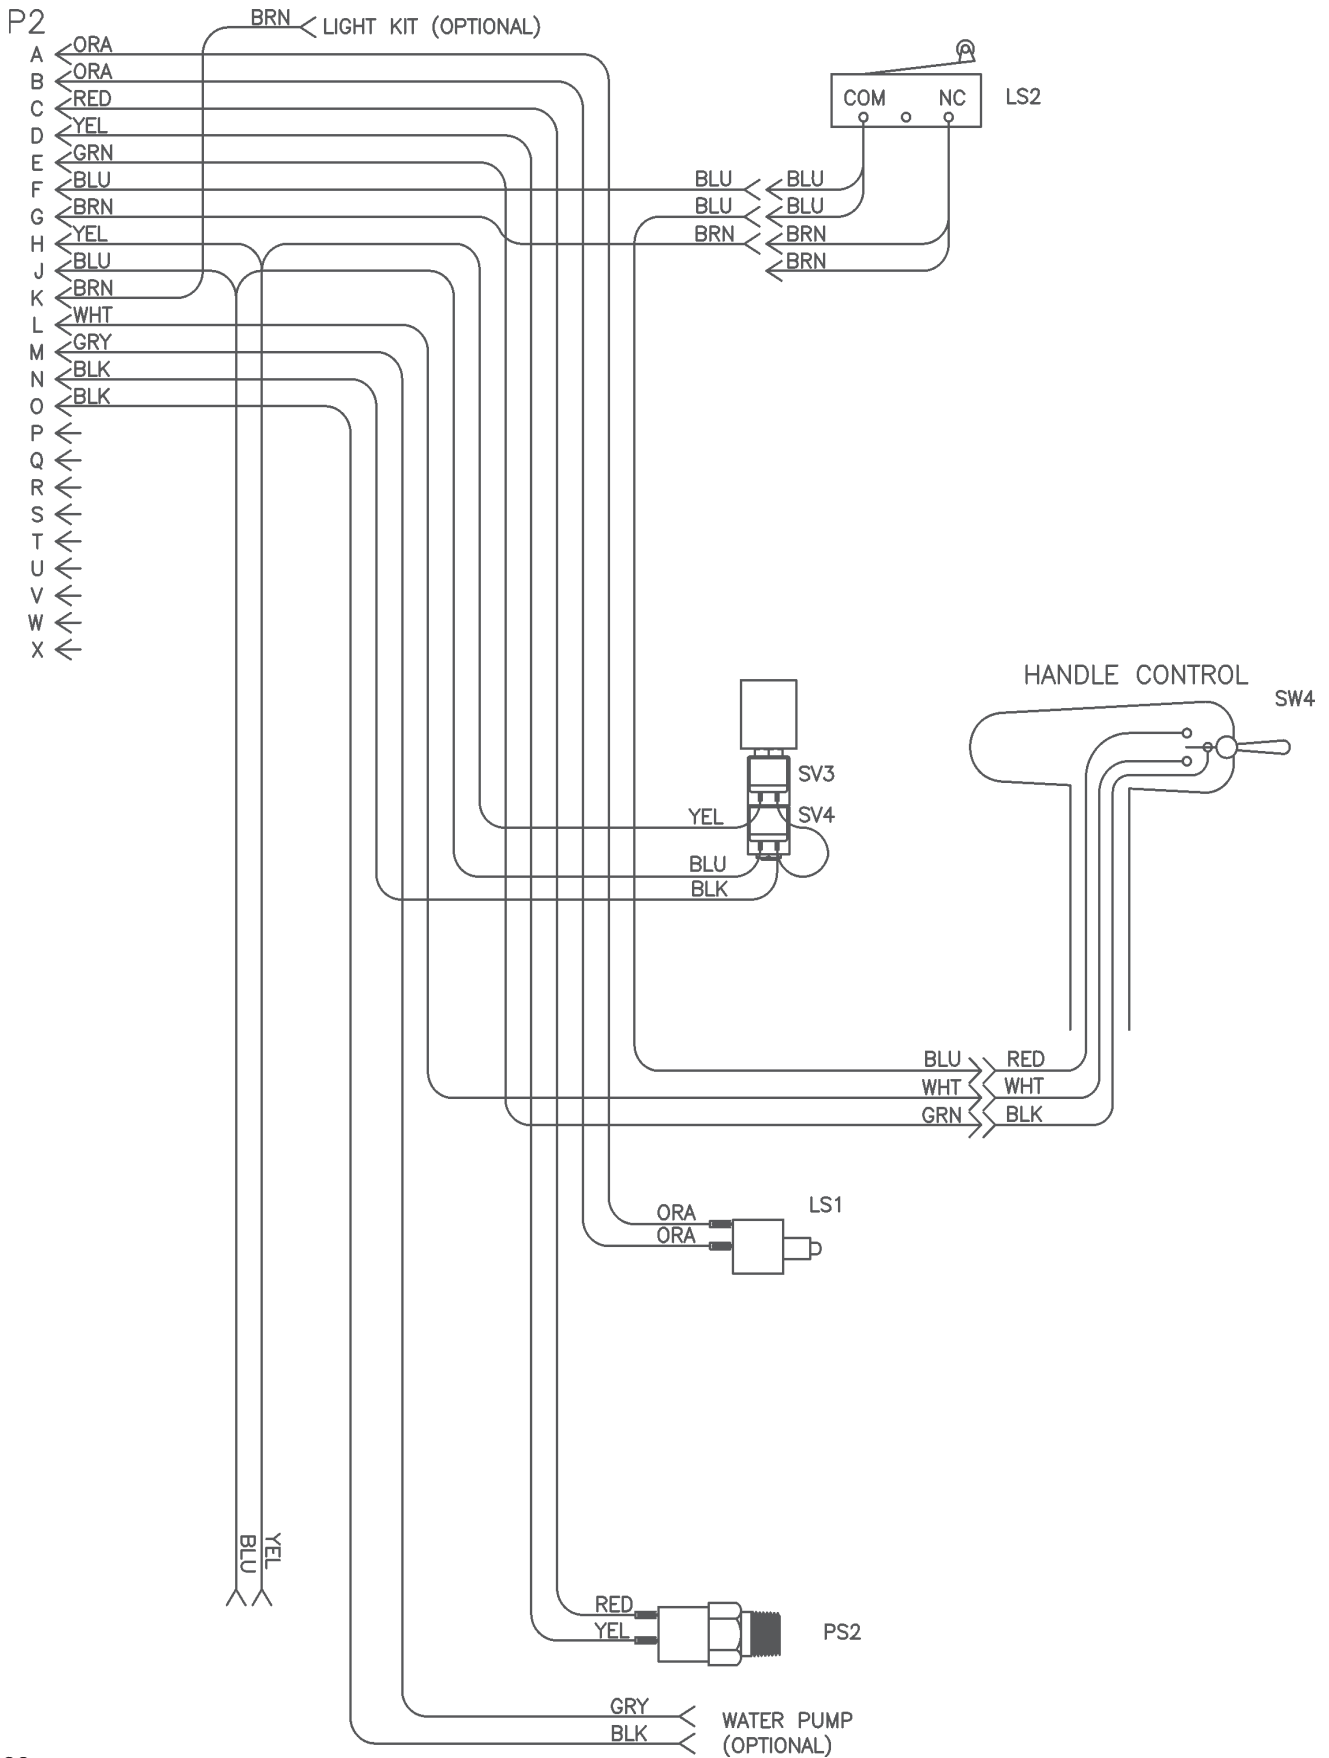 P2
BRN LIGHT KIT (OPTIONAL)
A ORA
B ORA
C RED
D YEL
E GRN
F BLU
G BRN
H YEL
J BLU
K BRN
L WHT
M GRY
N BLK
O BLK
P
Q
R
S
T
U
V
W
X
COM NC
LS2
BLU BLU
BLU BLU
BRN BRN
BRN
HANDLE CONTROL
SW4
SV3
SV4
YEL
BLU
BLK
BLU RED
WHT WHT
GRN BLK
LS1
ORA
ORA
BLU
YEL
RED
YEL
PS2
GRY
BLK
WATER PUMP
(OPTIONAL)